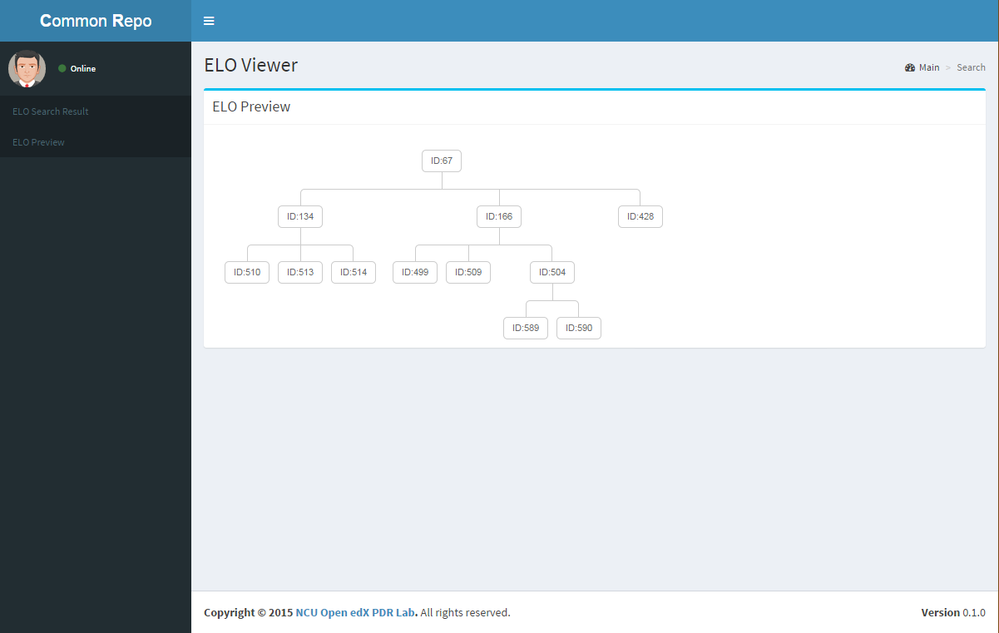 Common Repo
Online
ELO Search Result
ELO Preview
ELO Viewer
Main > Search
ELO Preview
ID:67
ID:134 ID:166 ID:428
ID:510 ID:513 ID:514 ID:499 ID:509 ID:504
ID:589 ID:590
Copyright © 2015 NCU Open edX PDR Lab. All rights reserved.
Version 0.1.0